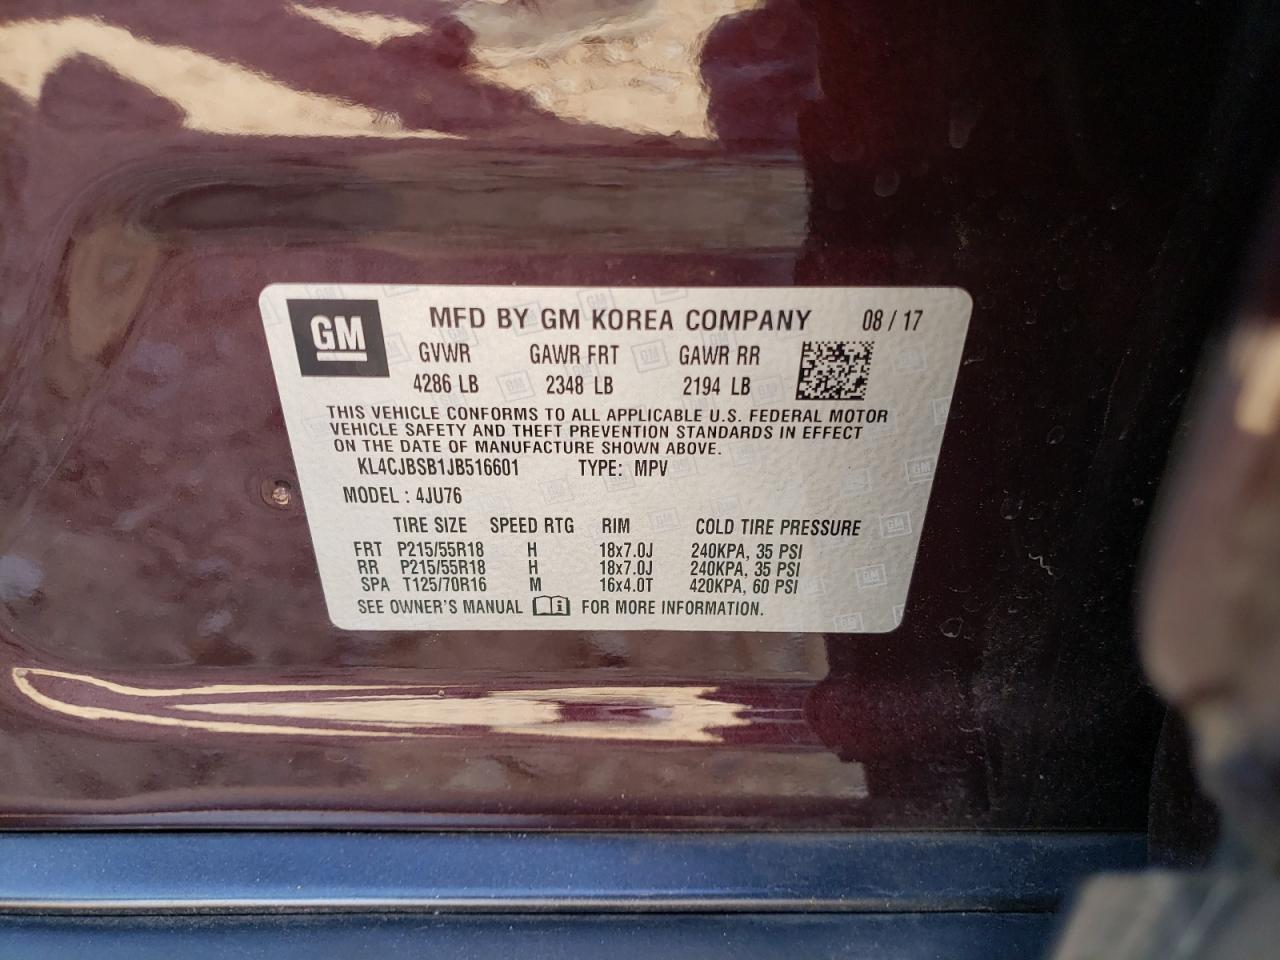 GM
MFD BY GM KOREA COMPANY 08 / 17
GVWR GAWR FRT GAWR RR
4286 LB 2348 LB 2194 LB
THIS VEHICLE CONFORMS TO ALL APPLICABLE U.S. FEDERAL MOTOR
VEHICLE SAFETY AND THEFT PREVENTION STANDARDS IN EFFECT
ON THE DATE OF MANUFACTURE SHOWN ABOVE.
KL4CJBSB1JB516601 TYPE: MPV
MODEL : 4JU76
TIRE SIZE SPEED RTG RIM COLD TIRE PRESSURE
FRT P215/55R18 H 18x7.0J 240KPA, 35 PSI
RR P215/55R18 H 18x7.0J 240KPA, 35 PSI
SPA T125/70R16 M 16x4.0T 420KPA, 60 PSI
SEE OWNER'S MANUAL FOR MORE INFORMATION.